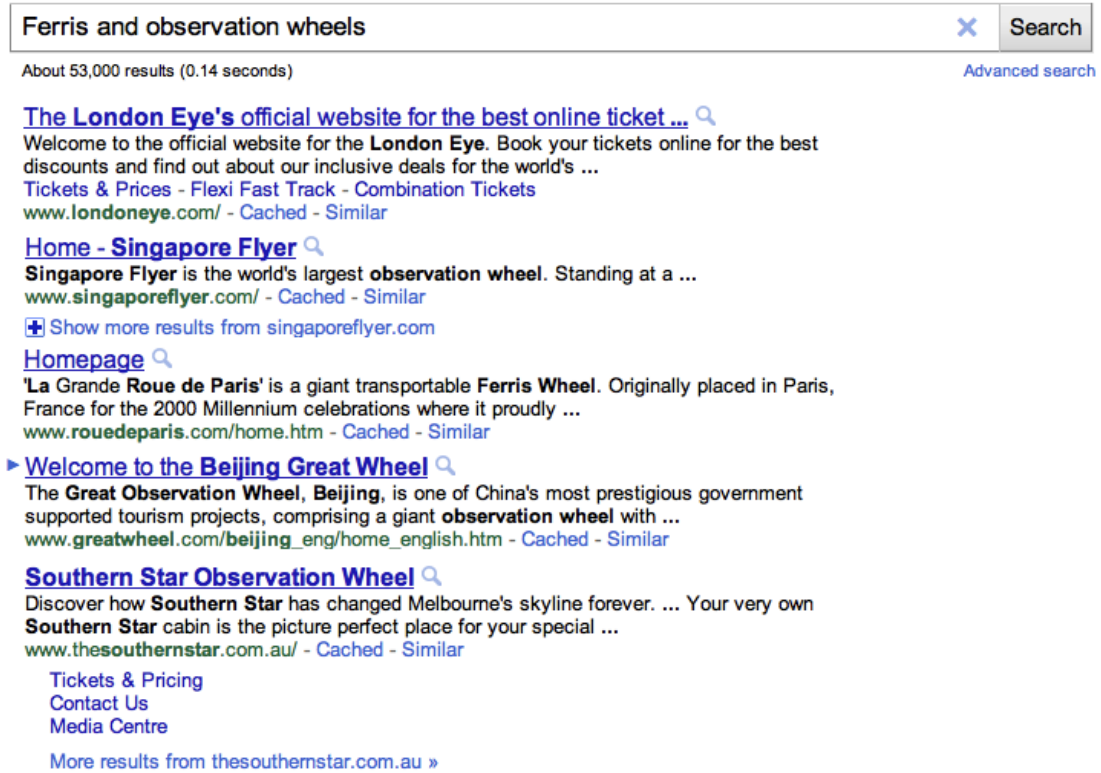 Ferris and observation wheels
Search
About 53,000 results (0.14 seconds)
Advanced search
The London Eye's official website for the best online ticket ...
Welcome to the official website for the London Eye. Book your tickets online for the best
discounts and find out about our inclusive deals for the world's ...
Tickets & Prices - Flexi Fast Track - Combination Tickets
www.londoneye.com/ - Cached - Similar
Home - Singapore Flyer
Singapore Flyer is the world's largest observation wheel. Standing at a ...
www.singaporeflyer.com/ - Cached - Similar
Show more results from singaporeflyer.com
Homepage
'La Grande Roue de Paris' is a giant transportable Ferris Wheel. Originally placed in Paris,
France for the 2000 Millennium celebrations where it proudly ...
www.rouedeparis.com/home.htm - Cached - Similar
Welcome to the Beijing Great Wheel
The Great Observation Wheel, Beijing, is one of China's most prestigious government
supported tourism projects, comprising a giant observation wheel with ...
www.greatwheel.com/beijing_eng/home_english.htm - Cached - Similar
Southern Star Observation Wheel
Discover how Southern Star has changed Melbourne's skyline forever. ... Your very own
Southern Star cabin is the picture perfect place for your special ...
www.thesouthernstar.com.au/ - Cached - Similar
Tickets & Pricing
Contact Us
Media Centre
More results from thesouthernstar.com.au »